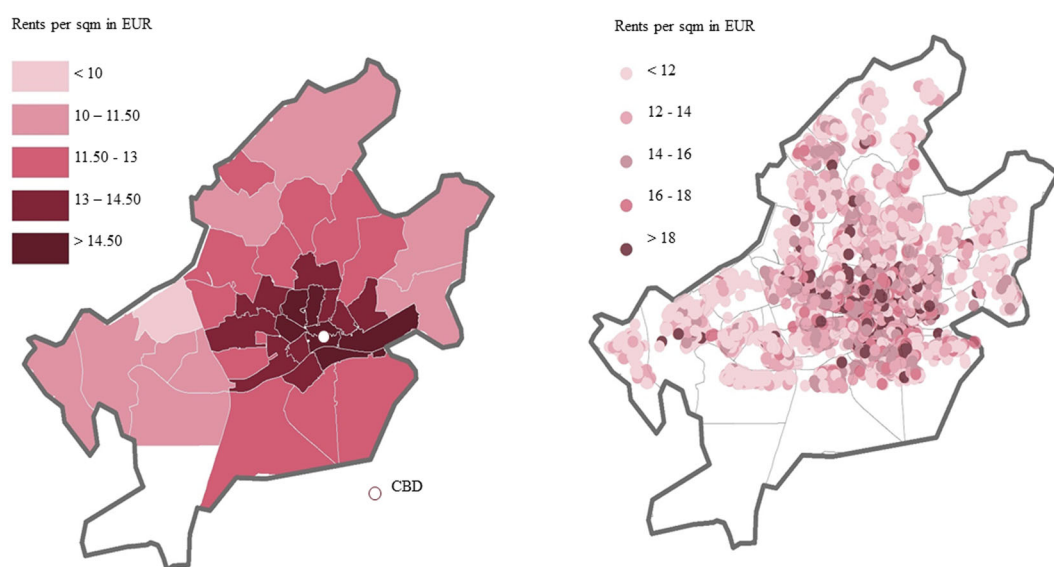 Rents per sqm in EUR
< 10
10 – 11.50
11.50 - 13
13 – 14.50
> 14.50
CBD
Rents per sqm in EUR
< 12
12 - 14
14 - 16
16 - 18
> 18